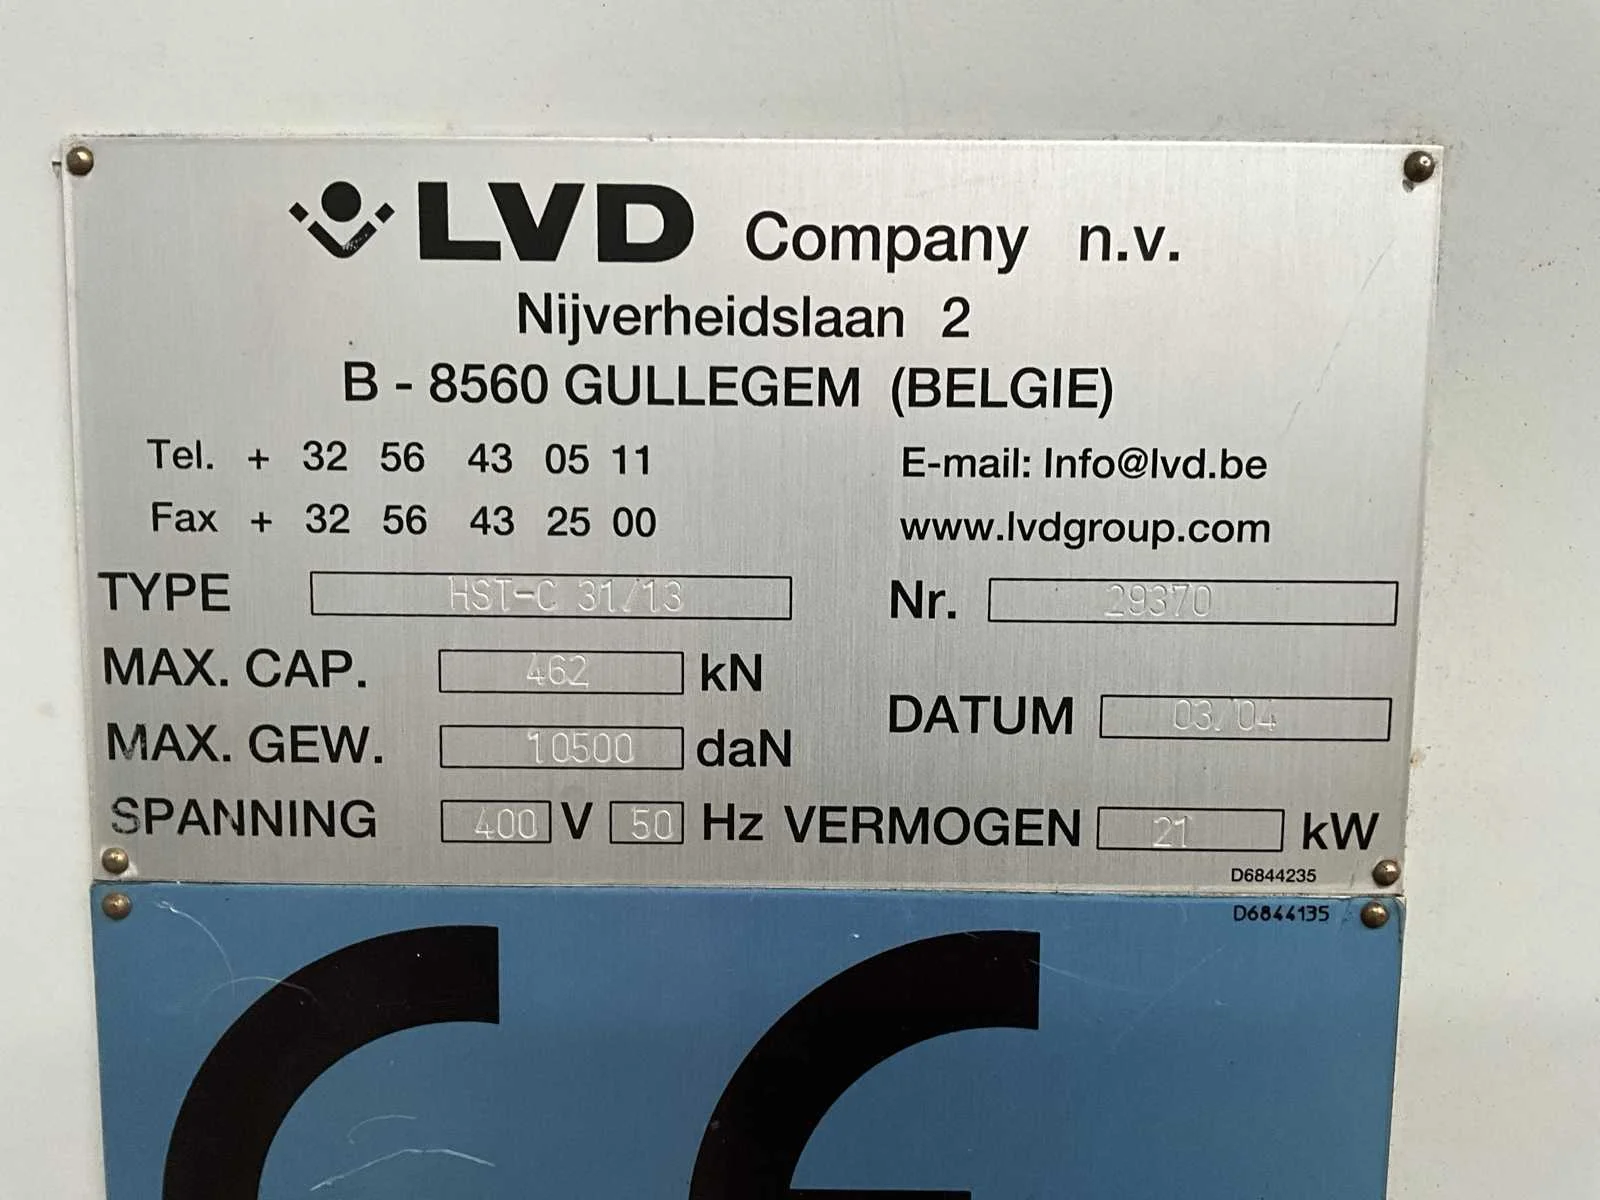 LVD Company n.v.
Nijverheidslaan 2
B - 8560 GULLEGEM (BELGIE)
Tel. + 32 56 43 05 11 E-mail: Info@lvd.be
Fax + 32 56 43 25 00 www.lvdgroup.com
TYPE HST-C 31/13 Nr. 29370
MAX. CAP. 462 kN
DATUM 03/04
MAX. GEW. 10500 daN
SPANNING 400 V 50 Hz VERMOGEN 21 kW
D6844235
D6844135
CE